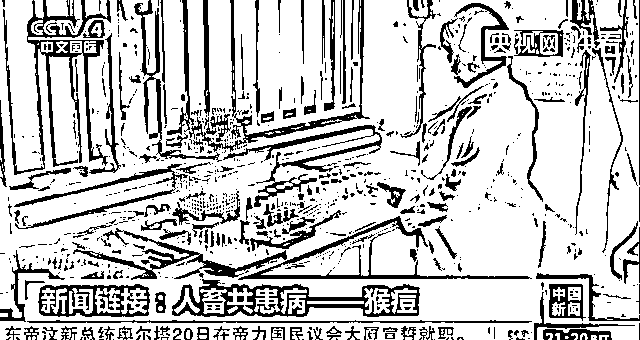 CCTV 4
中文国际
央视网 快看
新闻链接：人畜共患病——猴痘
中国
新闻
东帝汶新总统奥尔塔20日在帝力国民议会大厦宣誓就职。